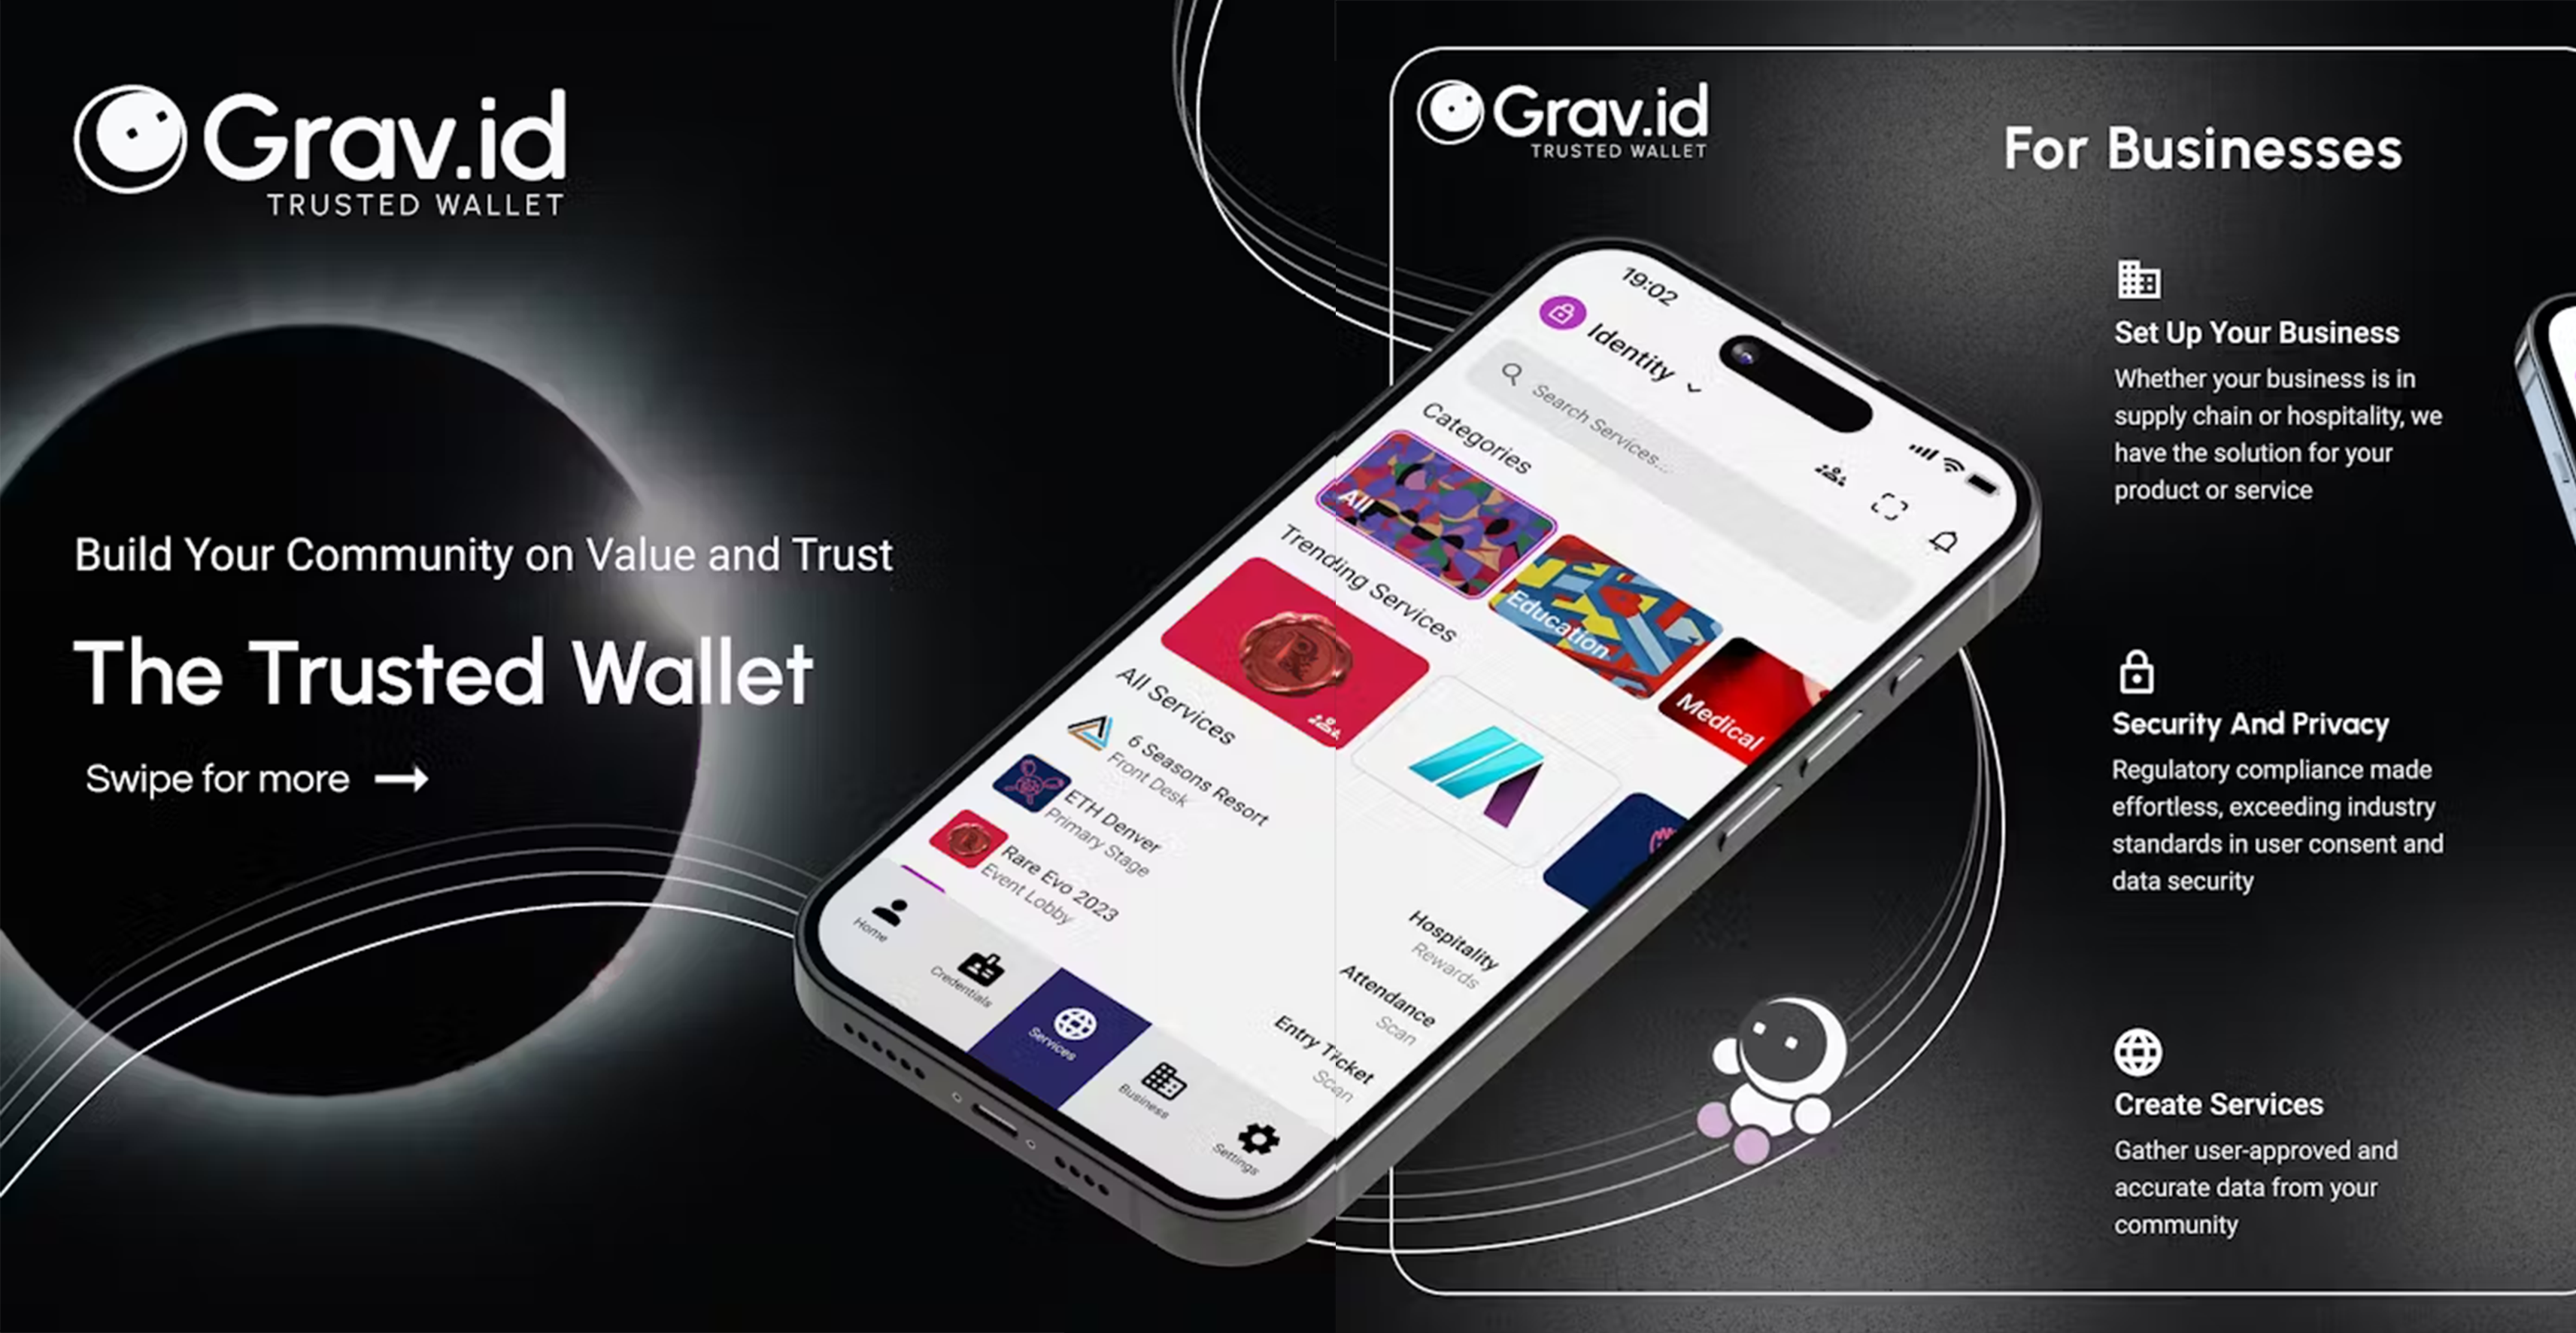 Grav.id
TRUSTED WALLET
Build Your Community on Value and Trust
The Trusted Wallet
Swipe for more
19:02
Identity
Search Services...
Categories
All
Education
Medical
Trending Services
All Services
6 Seasons Resort
Front Desk
Hospitality
Rewards
ETH Denver
Primary Stage
Attendance
Scan
Rare Evo 2023
Event Lobby
Entry Ticket
Scan
Home
Credentials
Services
Business
Settings
Grav.id
TRUSTED WALLET
For Businesses
Set Up Your Business
Whether your business is in
supply chain or hospitality, we
have the solution for your
product or service
Security And Privacy
Regulatory compliance made
effortless, exceeding industry
standards in user consent and
data security
Create Services
Gather user-approved and
accurate data from your
community